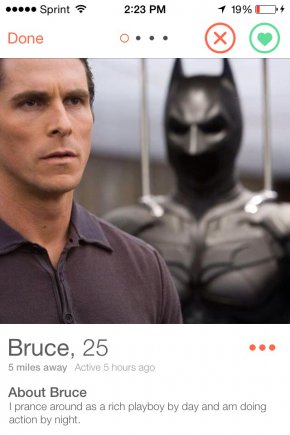 Sprint 2:23 PM 19%
Done
Bruce, 25
5 miles away Active 5 hours ago
About Bruce
I prance around as a rich playboy by day and am doing
action by night.